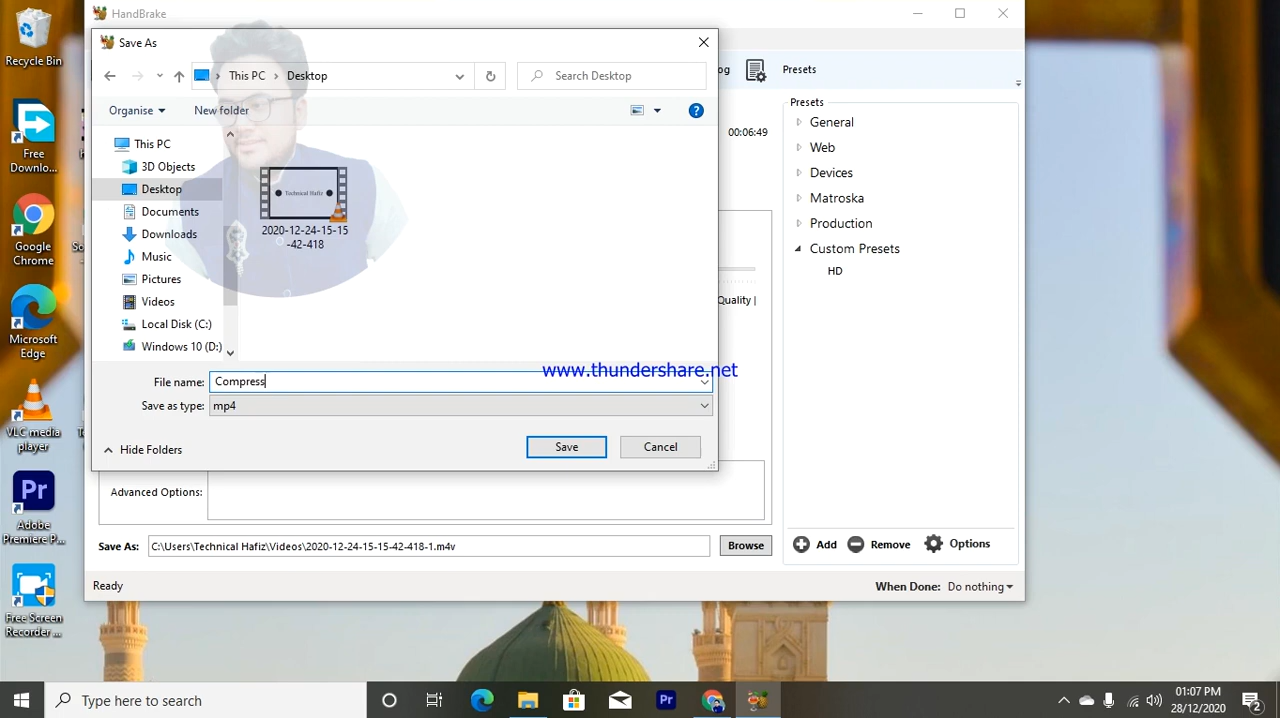 Recycle Bin
Free
Downlo...
Google
Chrome
Microsoft
Edge
VLC media
player
Adobe
Premiere P...
Free Screen
Recorder ...
HandBrake
Save As
This PC
Desktop
Search Desktop
Organise
New folder
This PC
3D Objects
Desktop
Documents
Downloads
Music
Pictures
Videos
Local Disk (C:)
Windows 10 (D:)
Technical Hafiz
2020-12-24-15-15
-42-418
File name:
Compress
Save as type:
mp4
Hide Folders
Save
Cancel
www.thundershare.net
Presets
00:06:49
Quality |
Presets
General
Web
Devices
Matroska
Production
Custom Presets
HD
Add
Remove
Options
Advanced Options:
Save As:
C:\Users\Technical Hafiz\Videos\2020-12-24-15-15-42-418-1.m4v
Browse
Ready
When Done:
Do nothing
Type here to search
Pr
01:07 PM
28/12/2020
2